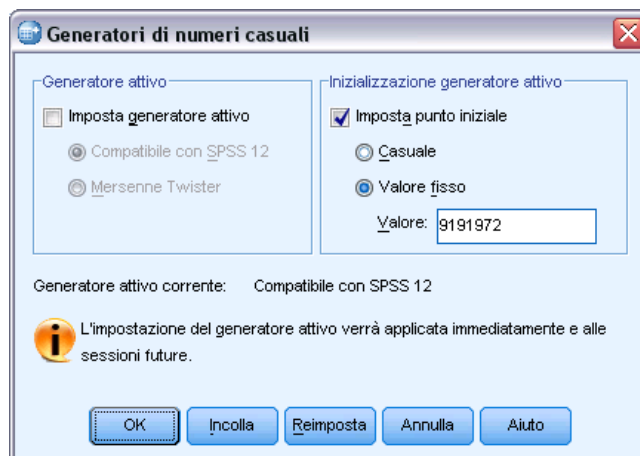 Generatori di numeri casuali
Generatore attivo
Imposta generatore attivo
Compatibile con SPSS 12
Mersenne Twister
Inizializzazione generatore attivo
Imposta punto iniziale
Casuale
Valore fisso
Valore: 9191972
Generatore attivo corrente: Compatibile con SPSS 12
L'impostazione del generatore attivo verrà applicata immediatamente e alle
sessioni future.
OK Incolla Reimposta Annulla Aiuto